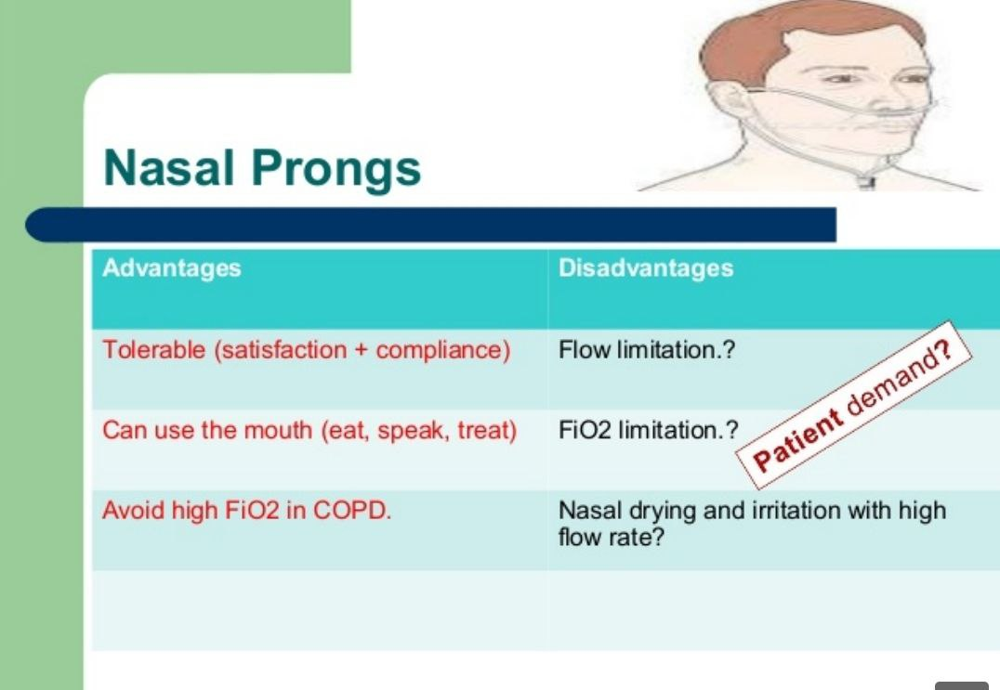 Nasal Prongs
Advantages
Disadvantages
Tolerable (satisfaction + compliance)
Flow limitation.?
Can use the mouth (eat, speak, treat)
FiO2 limitation.?
Patient demand?
Avoid high FiO2 in COPD.
Nasal drying and irritation with high
flow rate?